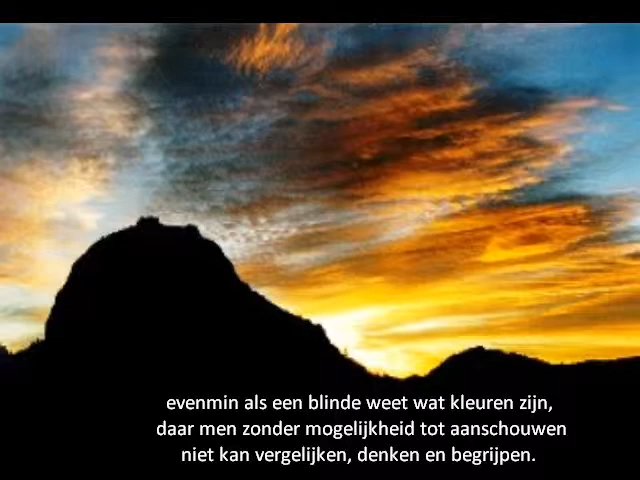 evenmin als een blinde weet wat kleuren zijn,
daar men zonder mogelijkheid tot aanschouwen
niet kan vergelijken, denken en begrijpen.